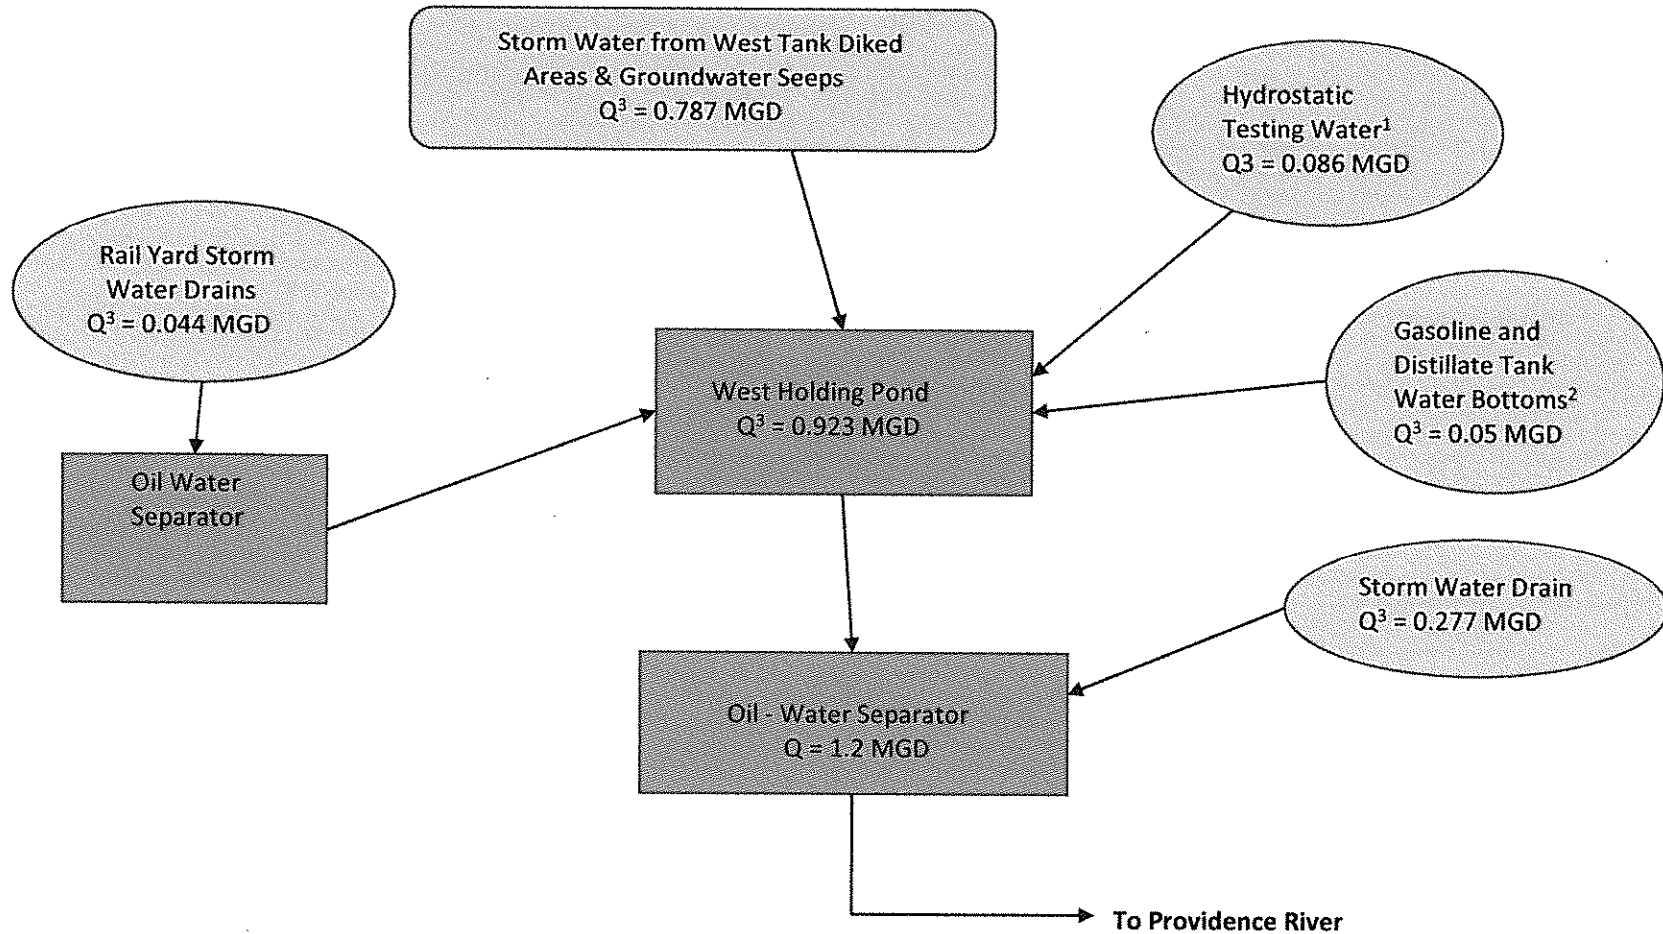 Storm Water from West Tank Diked
Areas & Groundwater Seeps
Q³ = 0.787 MGD
Hydrostatic
Testing Water¹
Q3 = 0.086 MGD
Rail Yard Storm
Water Drains
Q³ = 0.044 MGD
Gasoline and
Distillate Tank
Water Bottoms²
Q³ = 0.05 MGD
West Holding Pond
Q³ = 0.923 MGD
Oil Water
Separator
Storm Water Drain
Q³ = 0.277 MGD
Oil - Water Separator
Q = 1.2 MGD
To Providence River